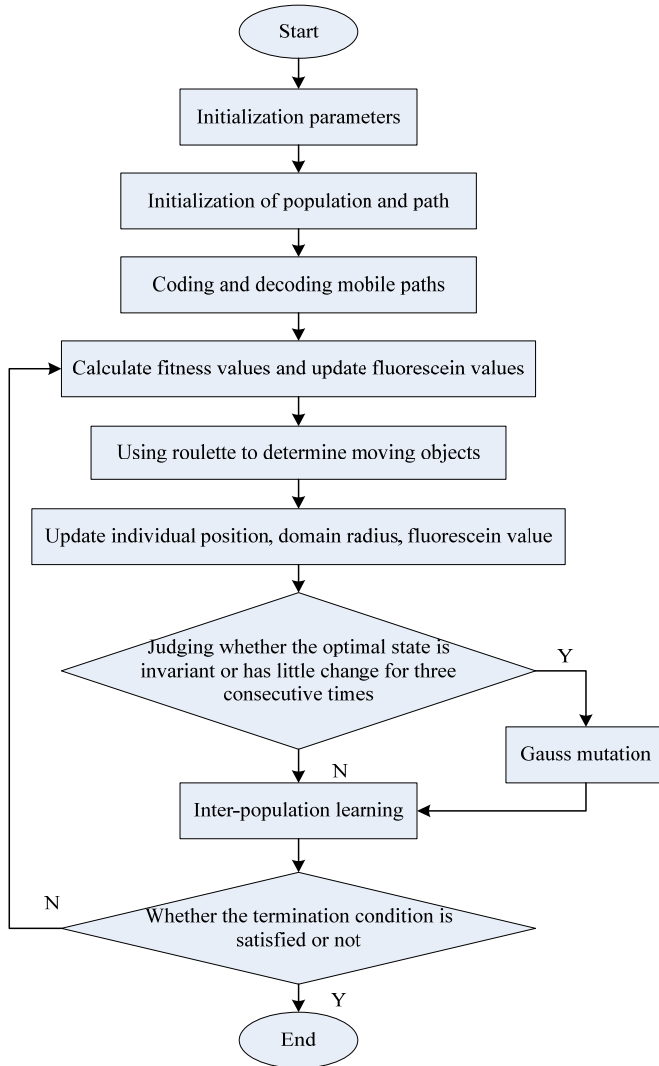 Start
Initialization parameters
Initialization of population and path
Coding and decoding mobile paths
Calculate fitness values and update fluorescein values
Using roulette to determine moving objects
Update individual position, domain radius, fluorescein value
Judging whether the optimal state is
invariant or has little change for three
consecutive times
Y
Gauss mutation
N
Inter-population learning
N
Whether the termination condition is
satisfied or not
Y
End